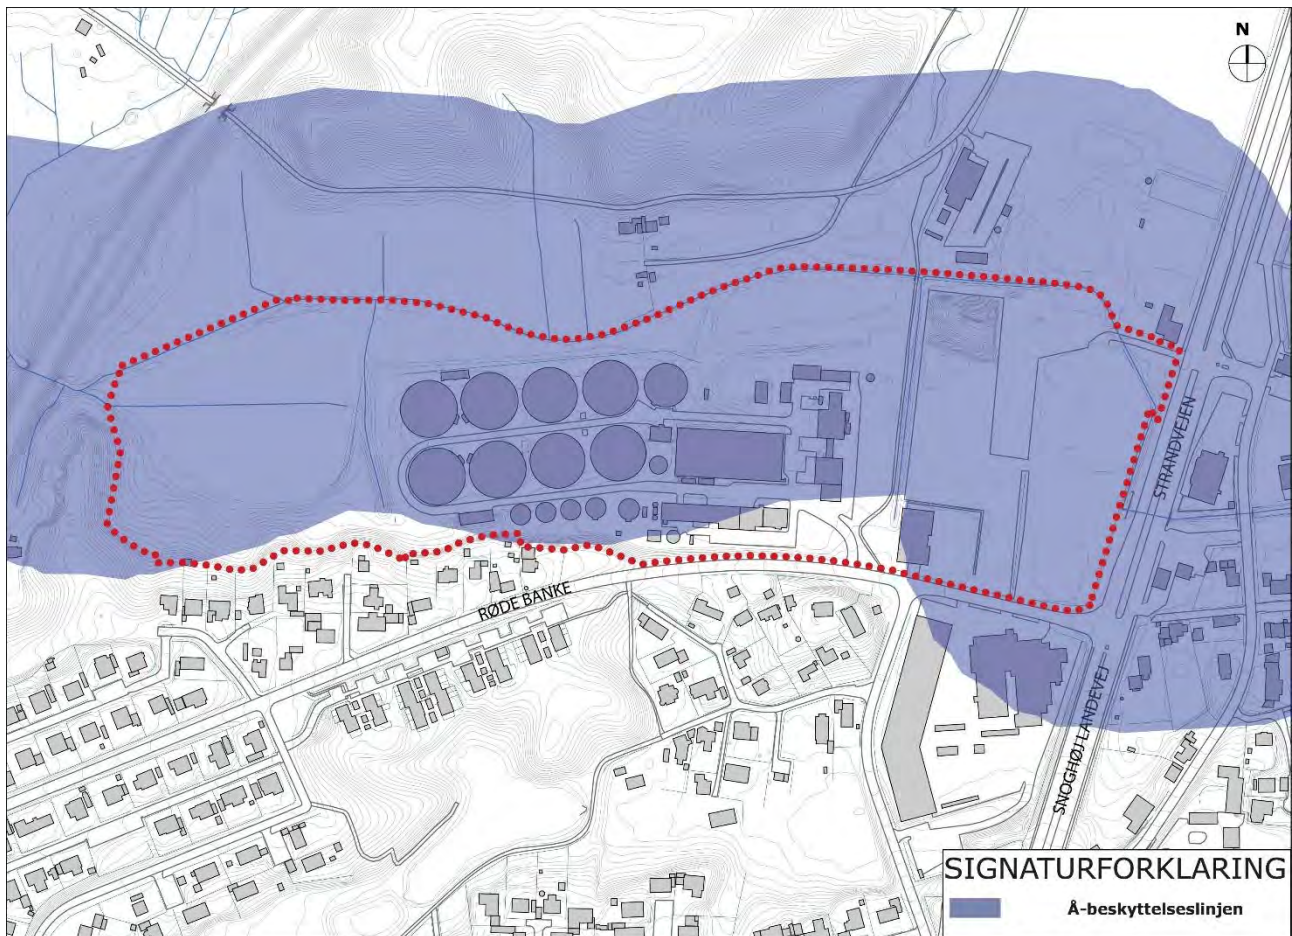 N
STRANDVEJEN
RØDE BANKE
SNOGHØJ LANDEVEJ
SIGNATURFORKLARING
Å-beskyttelseslinjen